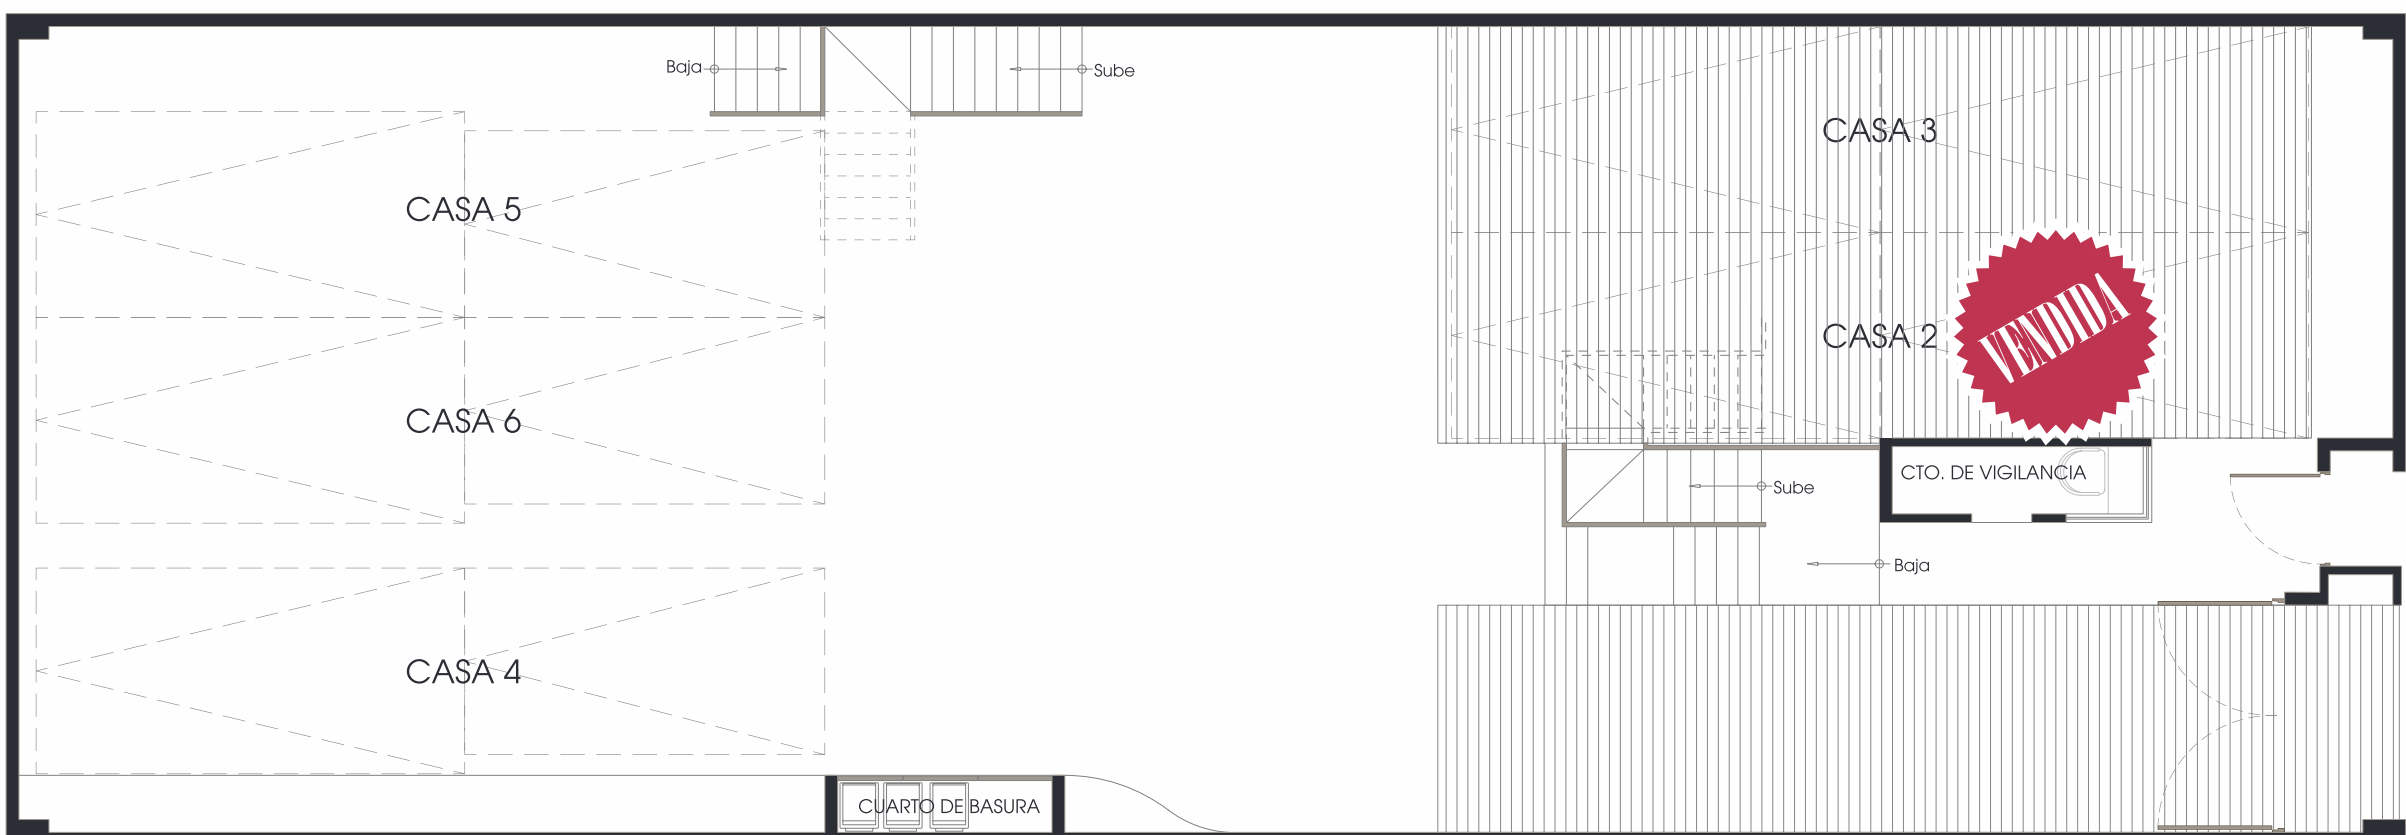 Baja
Sube
CASA 3
CASA 5
CASA 2
VENDIDA
CASA 6
CTO. DE VIGILANCIA
Sube
Baja
CASA 4
CUARTO DE BASURA